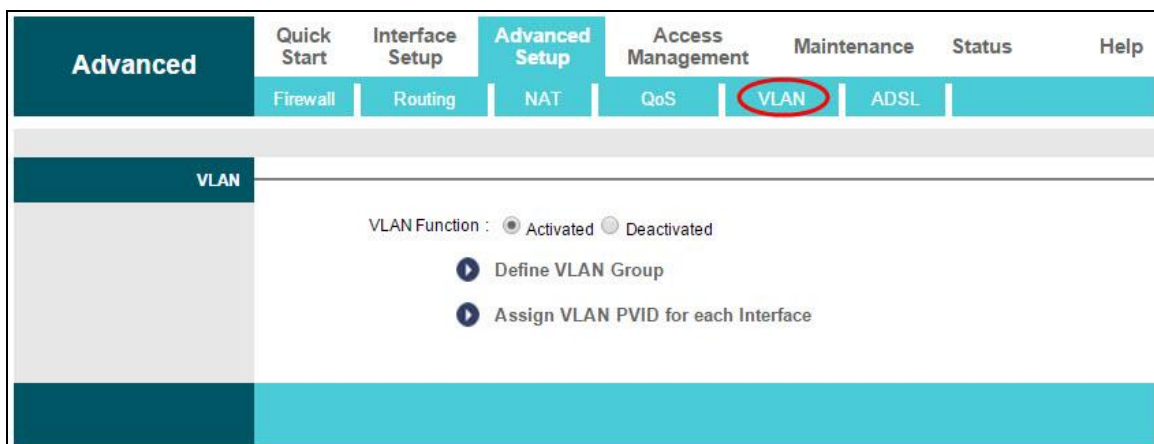 Advanced
Quick Start
Interface Setup
Advanced Setup
Access Management
Maintenance
Status
Help
Firewall
Routing
NAT
QoS
VLAN
ADSL
VLAN
VLAN Function : Activated Deactivated
Define VLAN Group
Assign VLAN PVID for each Interface